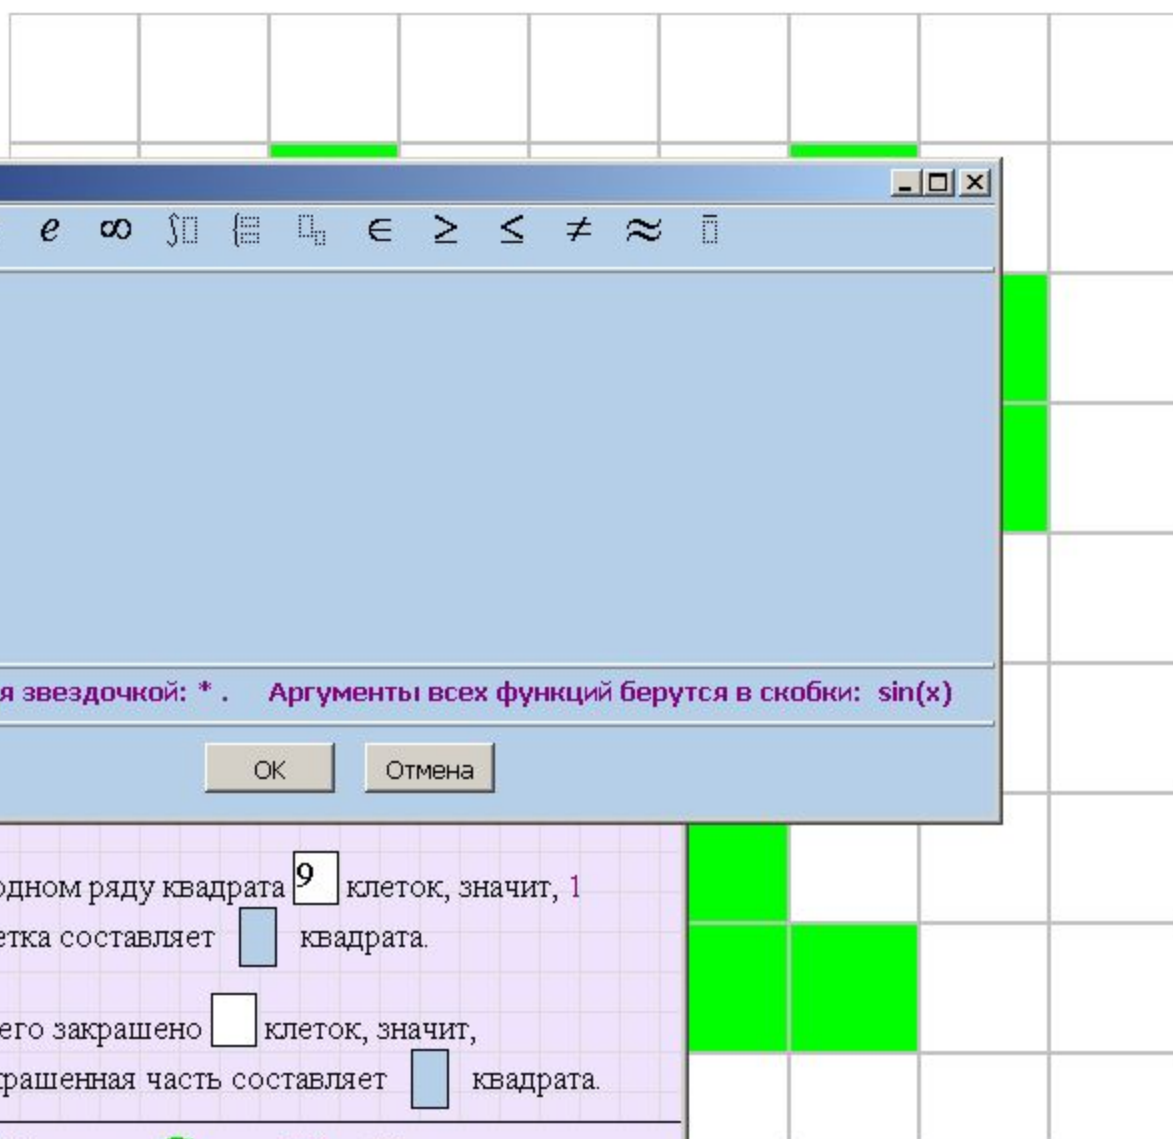 e ∞ ∫ { ∈ ≥ ≤ ≠ ≈
я звездочкой: * . Аргументы всех функций берутся в скобки: sin(x)
OK Отмена
одном ряду квадрата 9 клеток, значит, 1
етка составляет квадрата.
его закрашено клеток, значит,
крашенная часть составляет квадрата.